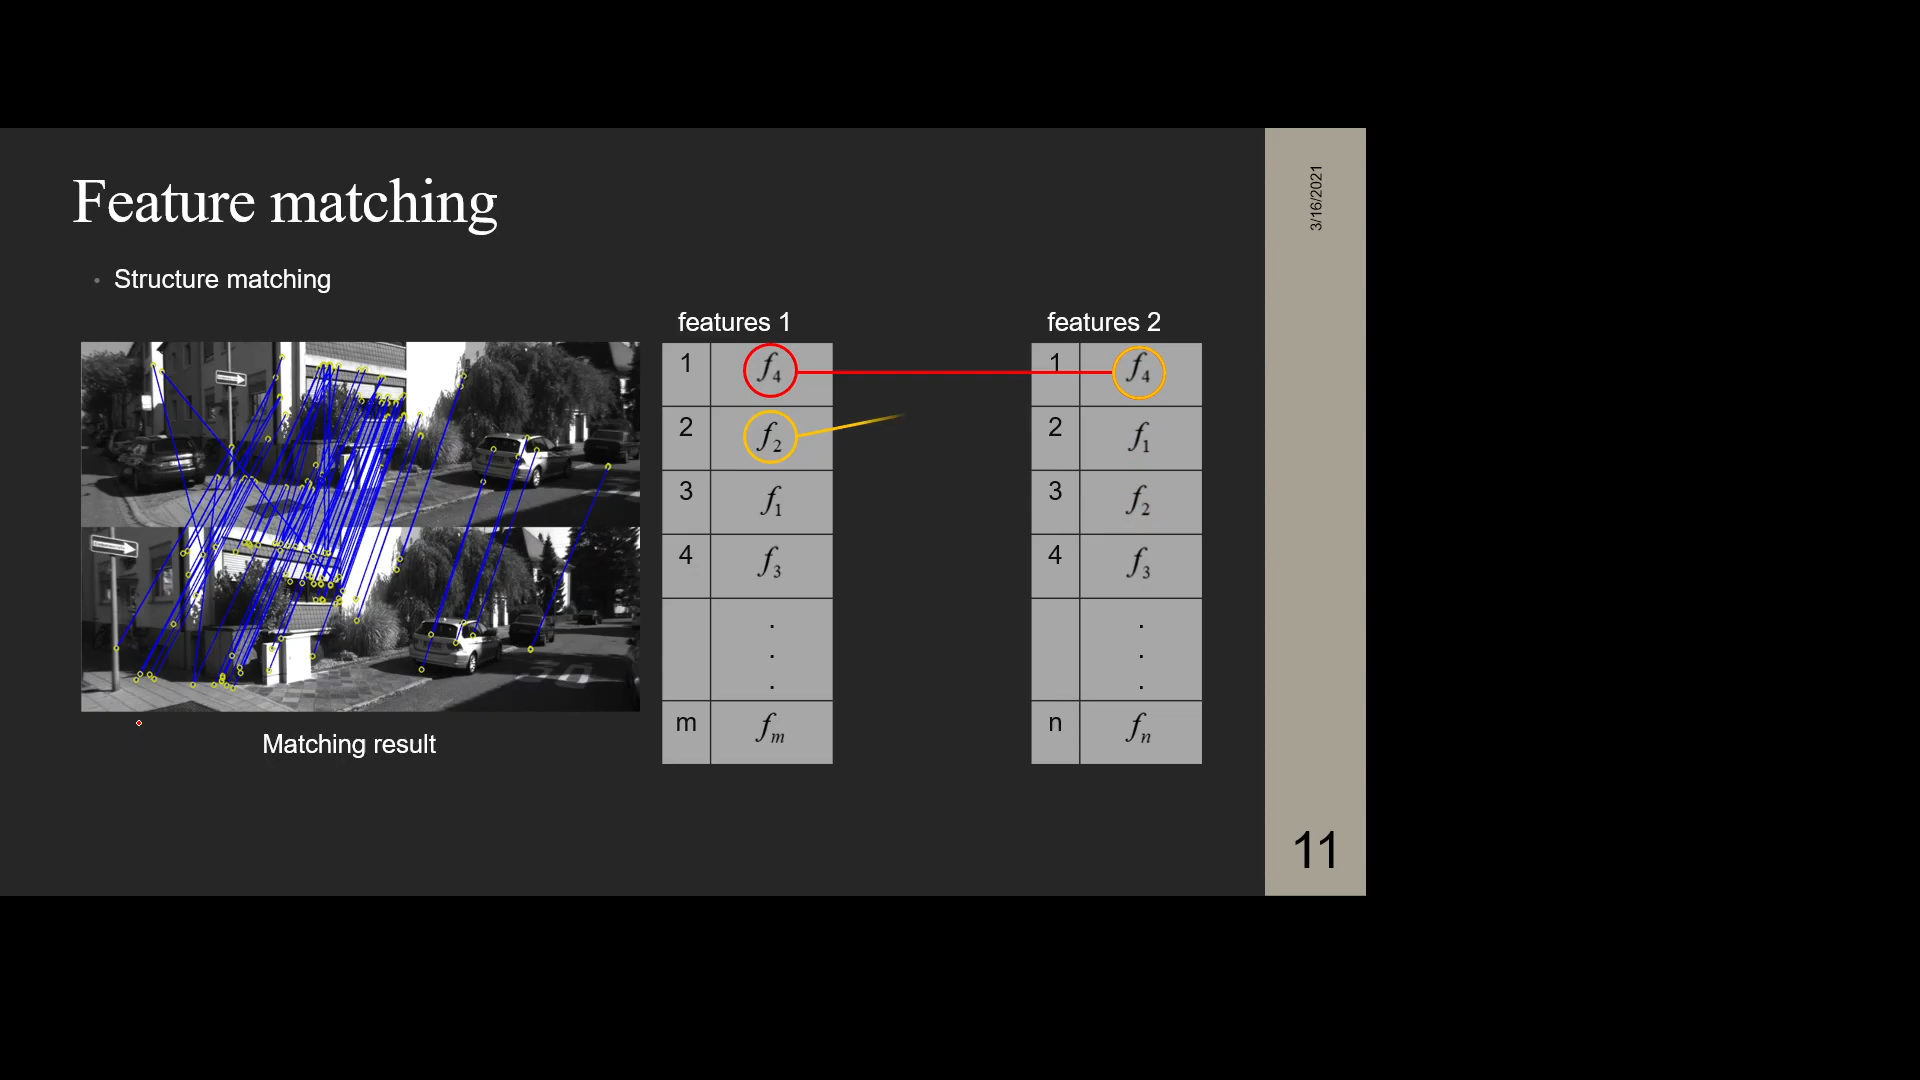 Feature matching
3/16/2021
• Structure matching
features 1
features 2
1 f4
1 f4
2 f2
2 f1
3 f1
3 f2
4 f3
4 f3
.
.
.
.
.
.
m fm
n fn
30
Matching result
11